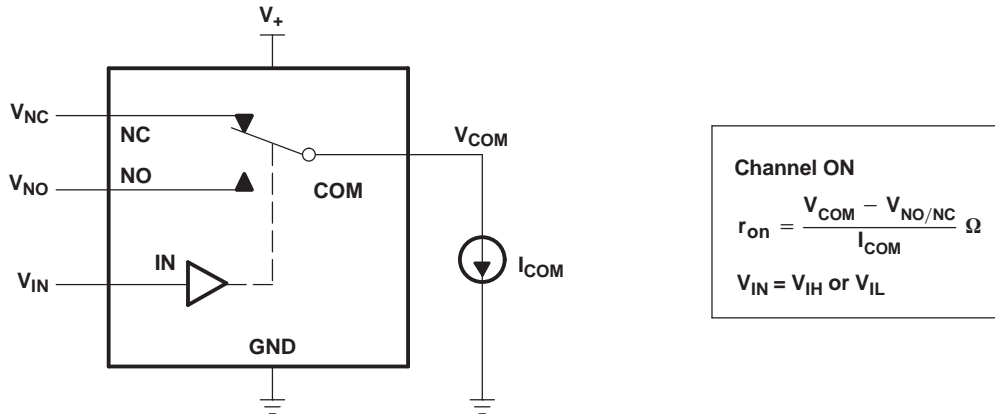 V+
VNC
NC
VCOM
VNO
NO
COM
VIN
IN
ICOM
GND
Channel ON
ron = VCOM − VNO/NC / ICOM Ω
VIN = VIH or VIL